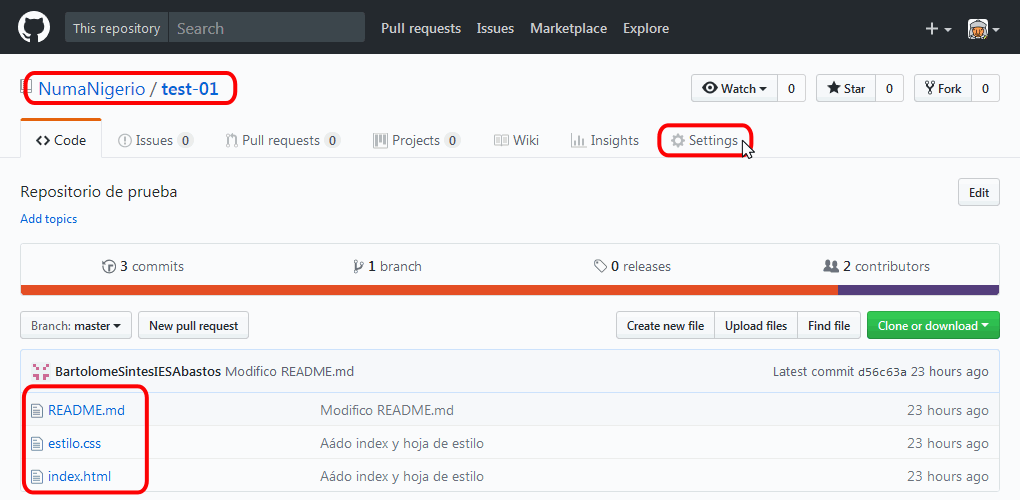 This repository Search Pull requests Issues Marketplace Explore
NumaNigerio / test-01 Watch 0 Star 0 Fork 0
Code Issues 0 Pull requests 0 Projects 0 Wiki Insights Settings
Repositorio de prueba Edit
Add topics
3 commits 1 branch 0 releases 2 contributors
Branch: master New pull request Create new file Upload files Find file Clone or download
BartolomeSintesIESAbastos Modifico README.md Latest commit d56c63a 23 hours ago
README.md Modifico README.md 23 hours ago
estilo.css Aádo index y hoja de estilo 23 hours ago
index.html Aádo index y hoja de estilo 23 hours ago